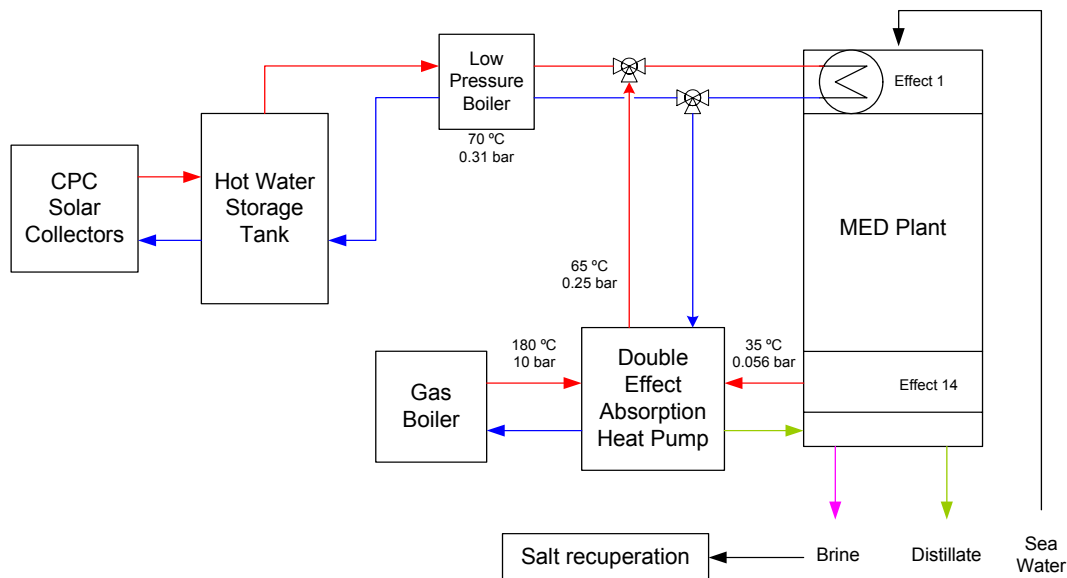 Low
Pressure
Boiler
70 ºC
0.31 bar
Effect 1
CPC
Solar
Collectors
Hot Water
Storage
Tank
MED Plant
65 ºC
0.25 bar
180 ºC
10 bar
35 ºC
0.056 bar
Gas
Boiler
Double
Effect
Absorption
Heat Pump
Effect 14
Salt recuperation
Brine
Distillate
Sea
Water